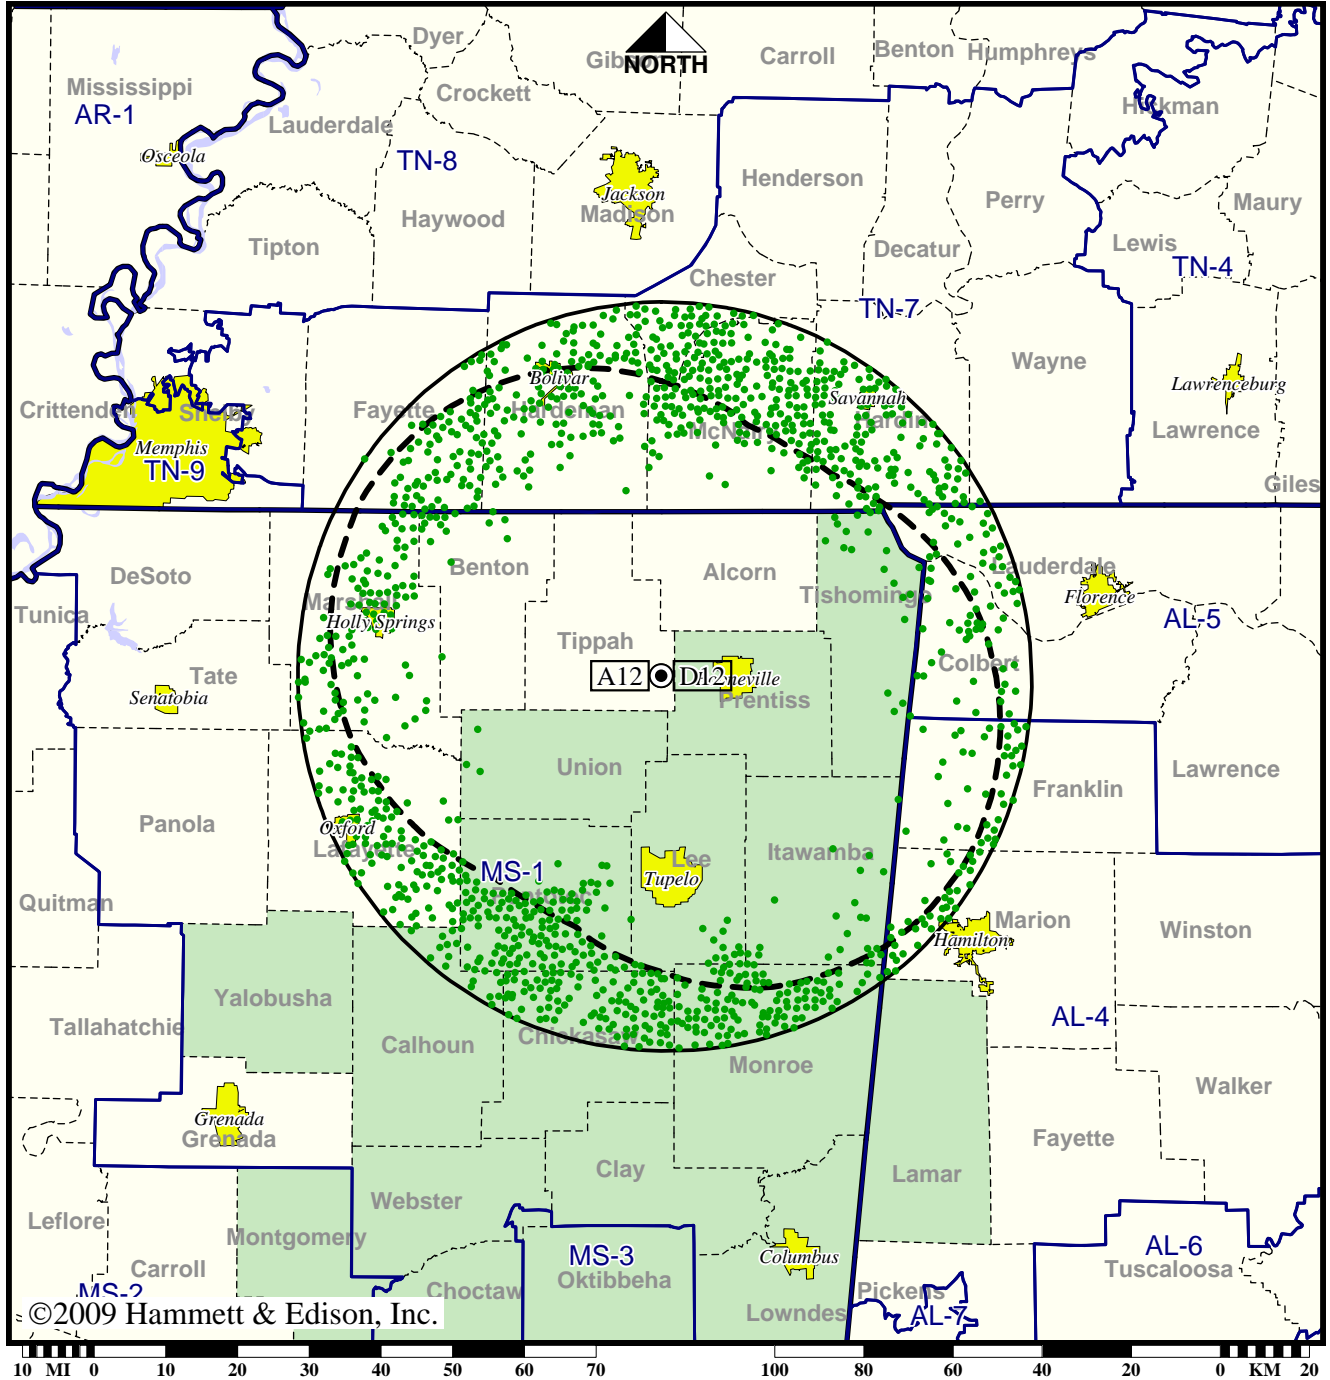 Dyer
Carroll
Benton
Humphreys
NORTH
Mississippi
Crockett
Hickman
AR-1
Lauderdale
Osceola
TN-8
Henderson
Jackson
Madison
Perry
Maury
Haywood
Tipton
Decatur
Lewis
TN-4
Chester
TN-7
Wayne
Bolivar
Lawrenceburg
Savannah
Crittenden
Shelby
Fayette
Hardeman
McNairy
Hardin
Lawrence
Memphis
TN-9
Giles
DeSoto
Benton
Alcorn
Lauderdale
Tishomingo
Florence
Marshall
Tunica
Holly Springs
AL-5
Tippah
Tate
Colbert
A12
D12
Senatobia
Prentiss
Union
Lawrence
Franklin
Panola
Oxford
Lafayette
Lee
Itawamba
MS-1
Tupelo
Pontotoc
Quitman
Marion
Winston
Hamilton
Yalobusha
AL-4
Tallahatchie
Chickasaw
Calhoun
Monroe
Walker
Grenada
Grenada
Fayette
Clay
Lamar
Webster
Leflore
Montgomery
AL-6
MS-3
Columbus
Carroll
Oktibbeha
Tuscaloosa
MS-2
Choctaw
Pickens
©2009 Hammett & Edison, Inc.
Lowndes
AL-7
10 MI 0 10 20 30 40 50 60 70 100 80 60 40 20 0 KM 20